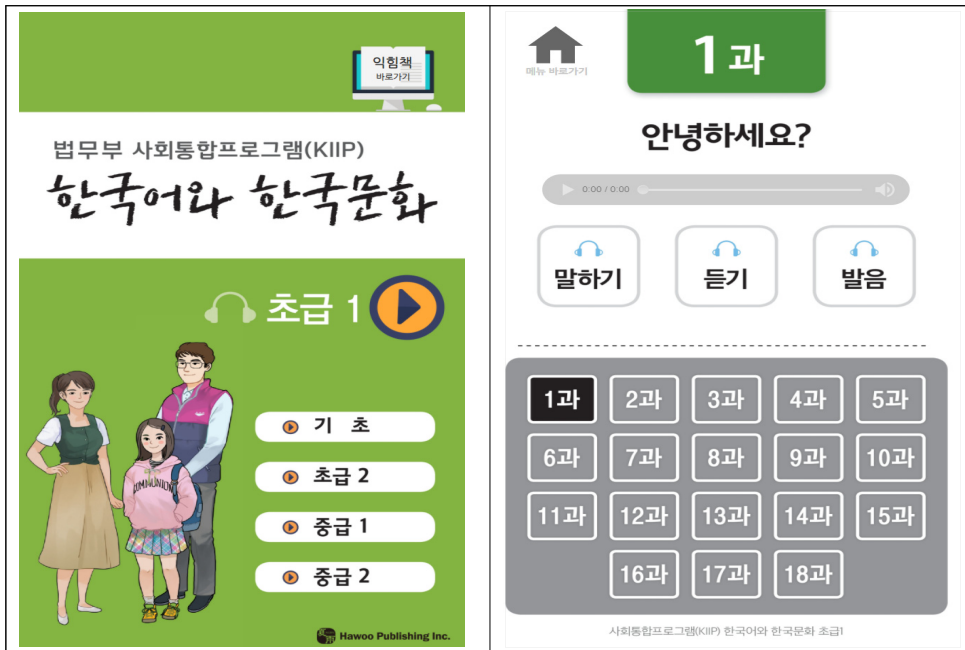 익힘책
바로가기
법무부 사회통합프로그램(KIIP)
한국어와 한국문화
초급 1
COMMUNION
기 초
초급 2
중급 1
중급 2
Hawoo Publishing Inc.
메뉴 바로가기
1 과
안녕하세요?
0:00 / 0:00
말하기 듣기 발음
1과 2과 3과 4과 5과
6과 7과 8과 9과 10과
11과 12과 13과 14과 15과
16과 17과 18과
사회통합프로그램(KIIP) 한국어와 한국문화 초급1